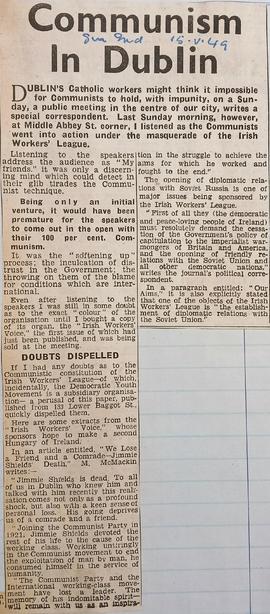 Communism
In Dublin
Sun Ind 15-V-49
DUBLIN'S Catholic workers might think it impossible
for Communists to hold, with impunity, on a Sun-
day, a public meeting in the centre of our city, writes a
special correspondent. Last Sunday morning, however,
at Middle Abbey St. corner, I listened as the Communists
went into action under the masquerade of the Irish
Workers' League.
Listening to the speakers
address the audience as "My
friends." it was only a discern-
ing mind which could detect in
their glib tirades the Commu-
nist technique.
Being only an initial
venture, it would have been
premature for the speakers
to come out in the open with
their 100 per cent. Com-
munism.
It was the "softening up"
process; the inculcation of dis-
trust in the Government; the
throwing on them of the blame
for conditions which are inter-
national.
Even after listening to the
speakers I was still in some doubt
as to the exact "colour" of the
organisation until I bought a copy
of its organ, the "Irish Workers'
Voice," the first issue of which had
just been published, and was being
sold at the meeting.
DOUBTS DISPELLED
If I had any doubts as to the
Communistic constitution of the
Irish Workers' League—of which,
incidentally, the Democratic Youth
Movement is a subsidiary organisa-
tion—a perusal of this paper, pub-
lished from 133 Lower Baggot St.,
quickly dispelled them.
Here are some extracts from the
"Irish Workers' Voice," whose
sponsors hope to make a second
Hungary of Ireland.
In an article, entitled, "We Lose
a Friend and a Comrade—Jimmie
Shields' Death," M. McMackin
writes:—
"Jimmie Shields is dead. To all
of us in Dublin who knew him and
talked with him recently this reali-
sation comes not only as a profound
shock, but also with a keen sense of
personal loss. His going deprives
us of a comrade and a friend.
"Joining the Communist Party in
1921, Jimmie Shields devoted the
rest of his life to the cause of the
working class. Working untiringly
in the Communist movement to end
the exploitation of man by man, he
consumed himself in the service of
humanity.
"The Communist Party and the
International working-class move-
ment have lost a leader. The
memory of his indomitable spirit—
will remain with us as an inspira-
tion in the struggle to achieve the
aims for which he worked and
fought to the end."
The opening of diplomatic rela-
tions with Soviet Russia is one of
major issues being sponsored by
the Irish Workers' League.
"First of all they (the democratic
and peace-loving people of Ireland)
must resolutely demand the cessa-
tion of the Government's policy of
capitulation to the imperialist war-
mongers of Britain and America,
and the opening of friendly re-
lations with the Soviet Union and
all other democratic nations,"
writes the journal's political corre-
spondent.
In a paragraph entitled: "Our
Aims," it is also explicitly stated
that one of the objects of the Irish
Workers' League is "the establish-
ment of diplomatic relations with
the Soviet Union."